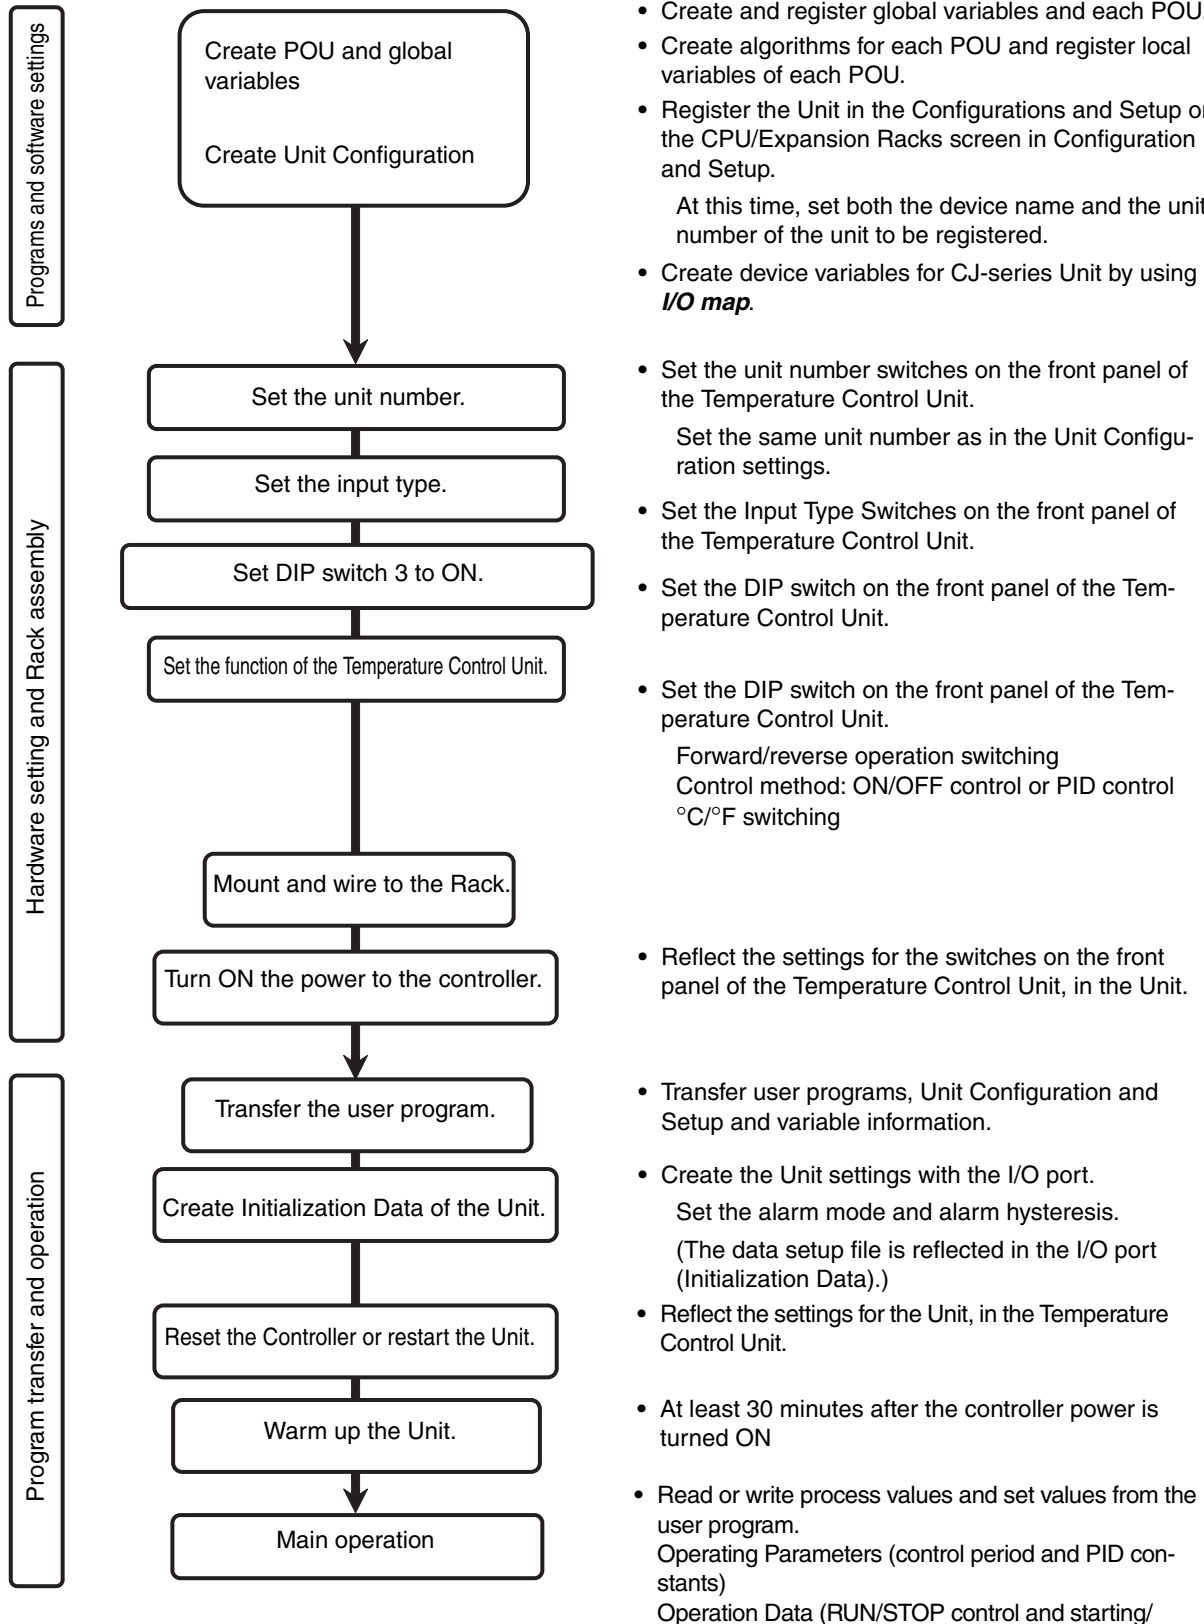 Programs and software settings
Create POU and global
variables
Create Unit Configuration
• Create and register global variables and each POU.
• Create algorithms for each POU and register local
variables of each POU.
• Register the Unit in the Configurations and Setup or
the CPU/Expansion Racks screen in Configuration
and Setup.
At this time, set both the device name and the unit
number of the unit to be registered.
• Create device variables for CJ-series Unit by using
I/O map.
Hardware setting and Rack assembly
Set the unit number.
• Set the unit number switches on the front panel of
the Temperature Control Unit.
Set the same unit number as in the Unit Configu-
ration settings.
Set the input type.
• Set the Input Type Switches on the front panel of
the Temperature Control Unit.
Set DIP switch 3 to ON.
• Set the DIP switch on the front panel of the Tem-
perature Control Unit.
Set the function of the Temperature Control Unit.
• Set the DIP switch on the front panel of the Tem-
perature Control Unit.
Forward/reverse operation switching
Control method: ON/OFF control or PID control
°C/°F switching
Mount and wire to the Rack.
Turn ON the power to the controller.
• Reflect the settings for the switches on the front
panel of the Temperature Control Unit, in the Unit.
Program transfer and operation
Transfer the user program.
• Transfer user programs, Unit Configuration and
Setup and variable information.
Create Initialization Data of the Unit.
• Create the Unit settings with the I/O port.
Set the alarm mode and alarm hysteresis.
(The data setup file is reflected in the I/O port
(Initialization Data).)
Reset the Controller or restart the Unit.
• Reflect the settings for the Unit, in the Temperature
Control Unit.
Warm up the Unit.
• At least 30 minutes after the controller power is
turned ON
Main operation
• Read or write process values and set values from the
user program.
Operating Parameters (control period and PID con-
stants)
Operation Data (RUN/STOP control and starting/